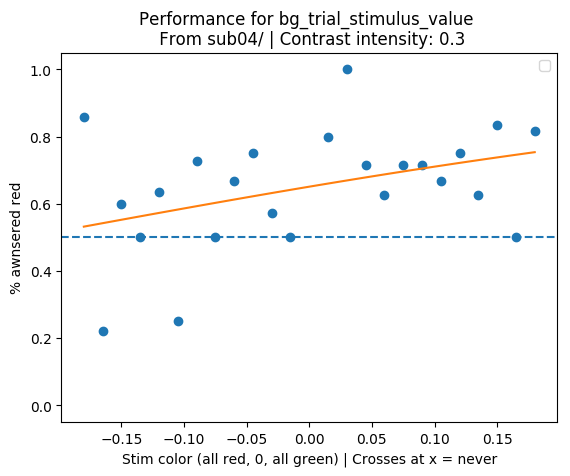 Performance for bg_trial_stimulus_value
From sub04/ | Contrast intensity: 0.3
1.0
0.8
0.6
0.4
0.2
0.0
% awnsered red
−0.15 −0.10 −0.05 0.00 0.05 0.10 0.15
Stim color (all red, 0, all green) | Crosses at x = never